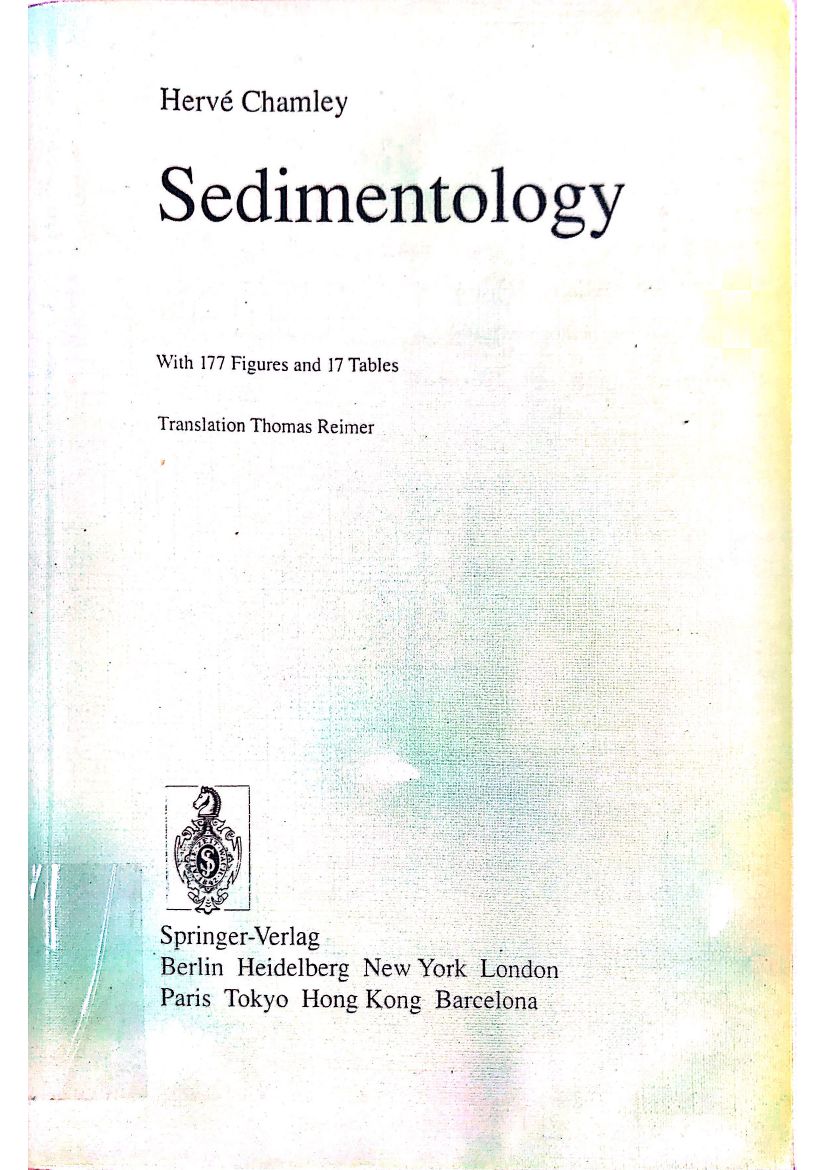 Hervé Chamley
Sedimentology
With 177 Figures and 17 Tables
Translation Thomas Reimer
Springer-Verlag
Berlin Heidelberg New York London
Paris Tokyo Hong Kong Barcelona